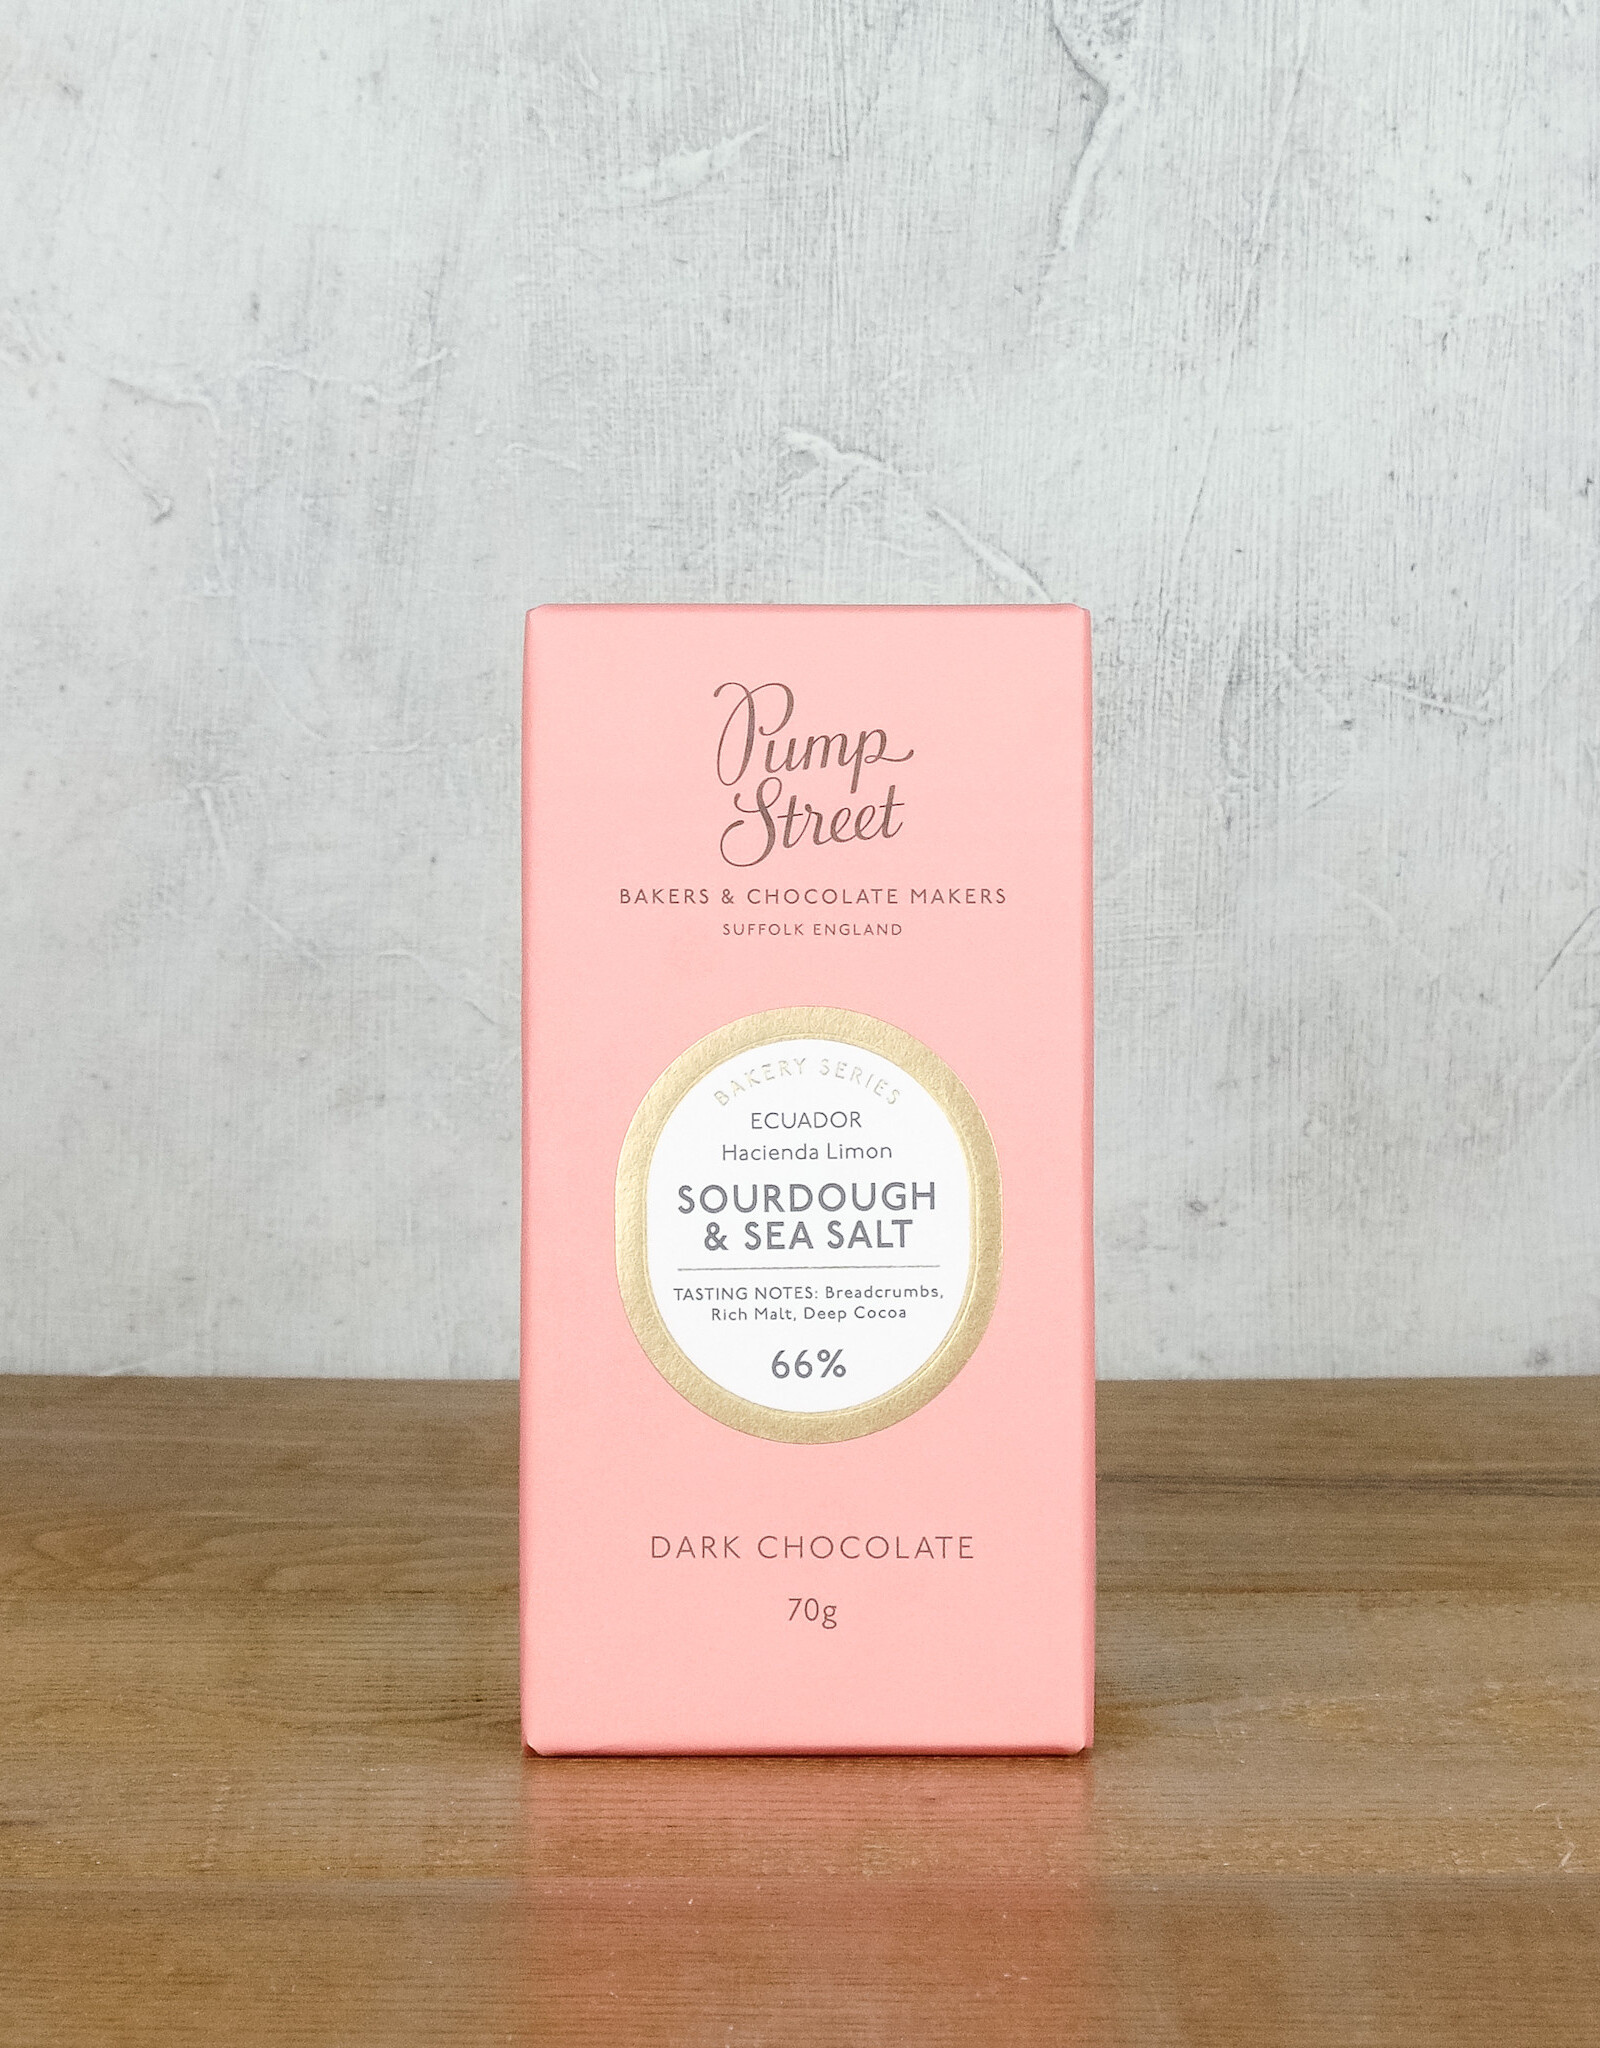 Pump
Street
BAKERS & CHOCOLATE MAKERS
SUFFOLK ENGLAND
BAKERY SERIES
ECUADOR
Hacienda Limon
SOURDOUGH
& SEA SALT
TASTING NOTES: Breadcrumbs,
Rich Malt, Deep Cocoa
66%
DARK CHOCOLATE
70g